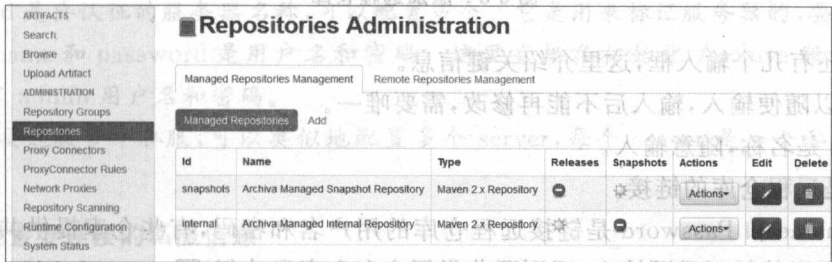 ARTIFACTS
Search
Browse
Upload Artifact
ADMINISTRATION
Repository Groups
Repositories
Proxy Connectors
ProxyConnector Rules
Network Proxies
Repository Scanning
Runtime Configuration
System Status
Repositories Administration
Managed Repositories Management Remote Repositories Management
Managed Repositories Add
Id Name Type Releases Snapshots Actions Edit Delete
snapshots Archiva Managed Snapshot Repository Maven 2.x Repository Actions
internal Archiva Managed Internal Repository Maven 2.x Repository Actions